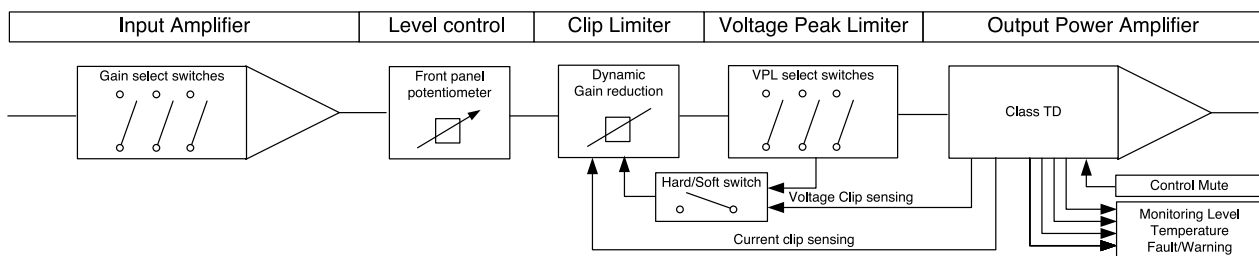 Input Amplifier
Level control
Clip Limiter
Voltage Peak Limiter
Output Power Amplifier
Gain select switches
Front panel
potentiometer
Dynamic
Gain reduction
VPL select switches
Class TD
Hard/Soft switch
Voltage Clip sensing
Control Mute
Current clip sensing
Monitoring Level
Temperature
Fault/Warning